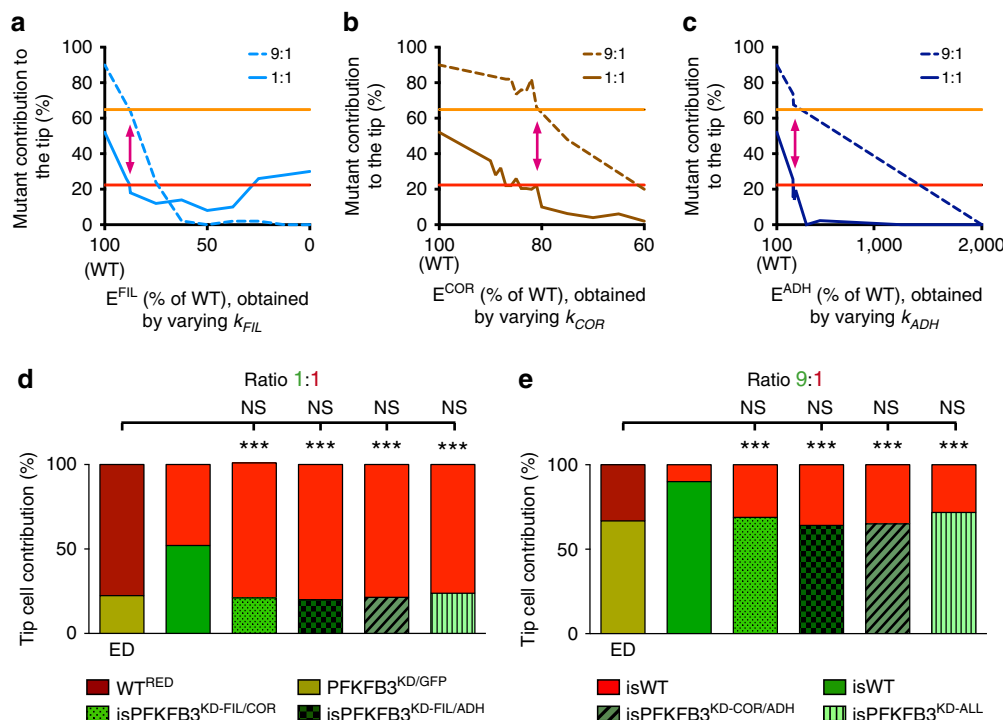 a
b
c
Mutant contribution to the tip (%)
100
80
60
40
20
0
9:1
1:1
100
(WT)
50
0
E^FIL (% of WT), obtained
by varying k_FIL
Mutant contribution to the tip (%)
100
80
60
40
20
0
9:1
1:1
100
(WT)
80
60
E^COR (% of WT), obtained
by varying k_COR
Mutant contribution to the tip (%)
100
80
60
40
20
0
9:1
1:1
100
(WT)
1,000
2,000
E^ADH (% of WT), obtained
by varying k_ADH
d
Ratio 1:1
NS NS NS NS
*** *** *** ***
Tip cell contribution (%)
100
50
0
ED
e
Ratio 9:1
NS NS NS NS
*** *** *** ***
Tip cell contribution (%)
100
50
0
ED
WT^RED PFKFB3^KD/GFP isWT isWT
isPFKFB3^KD-FIL/COR isPFKFB3^KD-FIL/ADH isPFKFB3^KD-COR/ADH isPFKFB3^KD-ALL